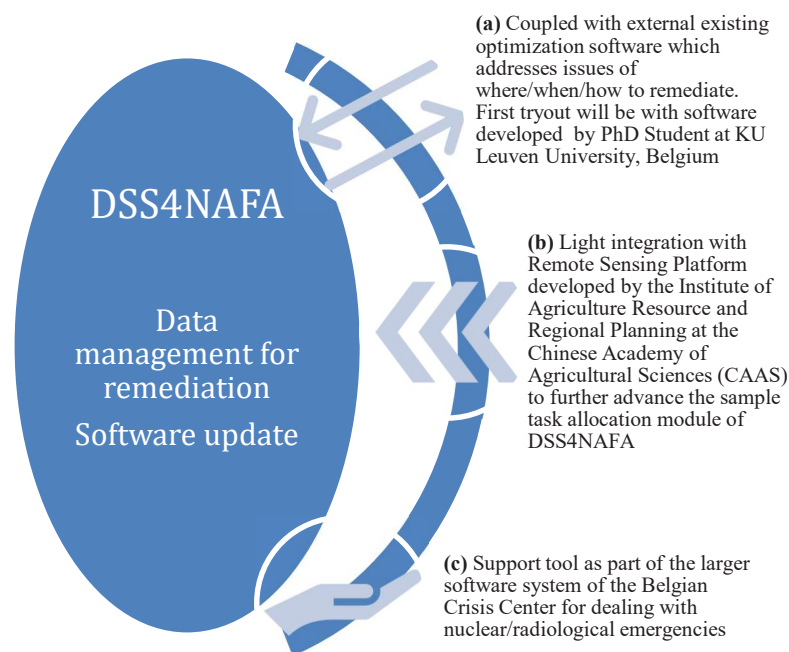 (a) Coupled with external existing
optimization software which
addresses issues of
where/when/how to remediate.
First tryout will be with software
developed by PhD Student at KU
Leuven University, Belgium
DSS4NAFA
Data
management for
remediation
Software update
(b) Light integration with
Remote Sensing Platform
developed by the Institute of
Agriculture Resource and
Regional Planning at the
Chinese Academy of
Agricultural Sciences (CAAS)
to further advance the sample
task allocation module of
DSS4NAFA
(c) Support tool as part of the larger
software system of the Belgian
Crisis Center for dealing with
nuclear/radiological emergencies